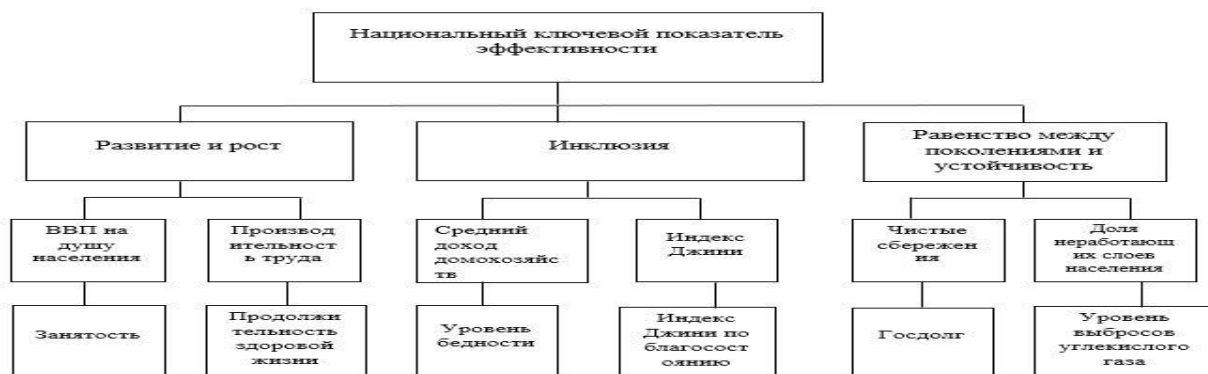 Национальный ключевой показатель
эффективности
Развитие и рост
Инклюзия
Равенство между
поколениями и
устойчивость
ВВП на
душу
населения
Производ
ительност
ь труда
Средний
доход
домохозяйс
тв
Индекс
Джини
Чистые
сбережен
ия
Доля
неработающ
их слоев
населения
Занятость
Продолжи
тельность
здоровой
жизни
Уровень
бедности
Индекс
Джини по
благосост
оянию
Госдолг
Уровень
выбросов
углекислого
газа